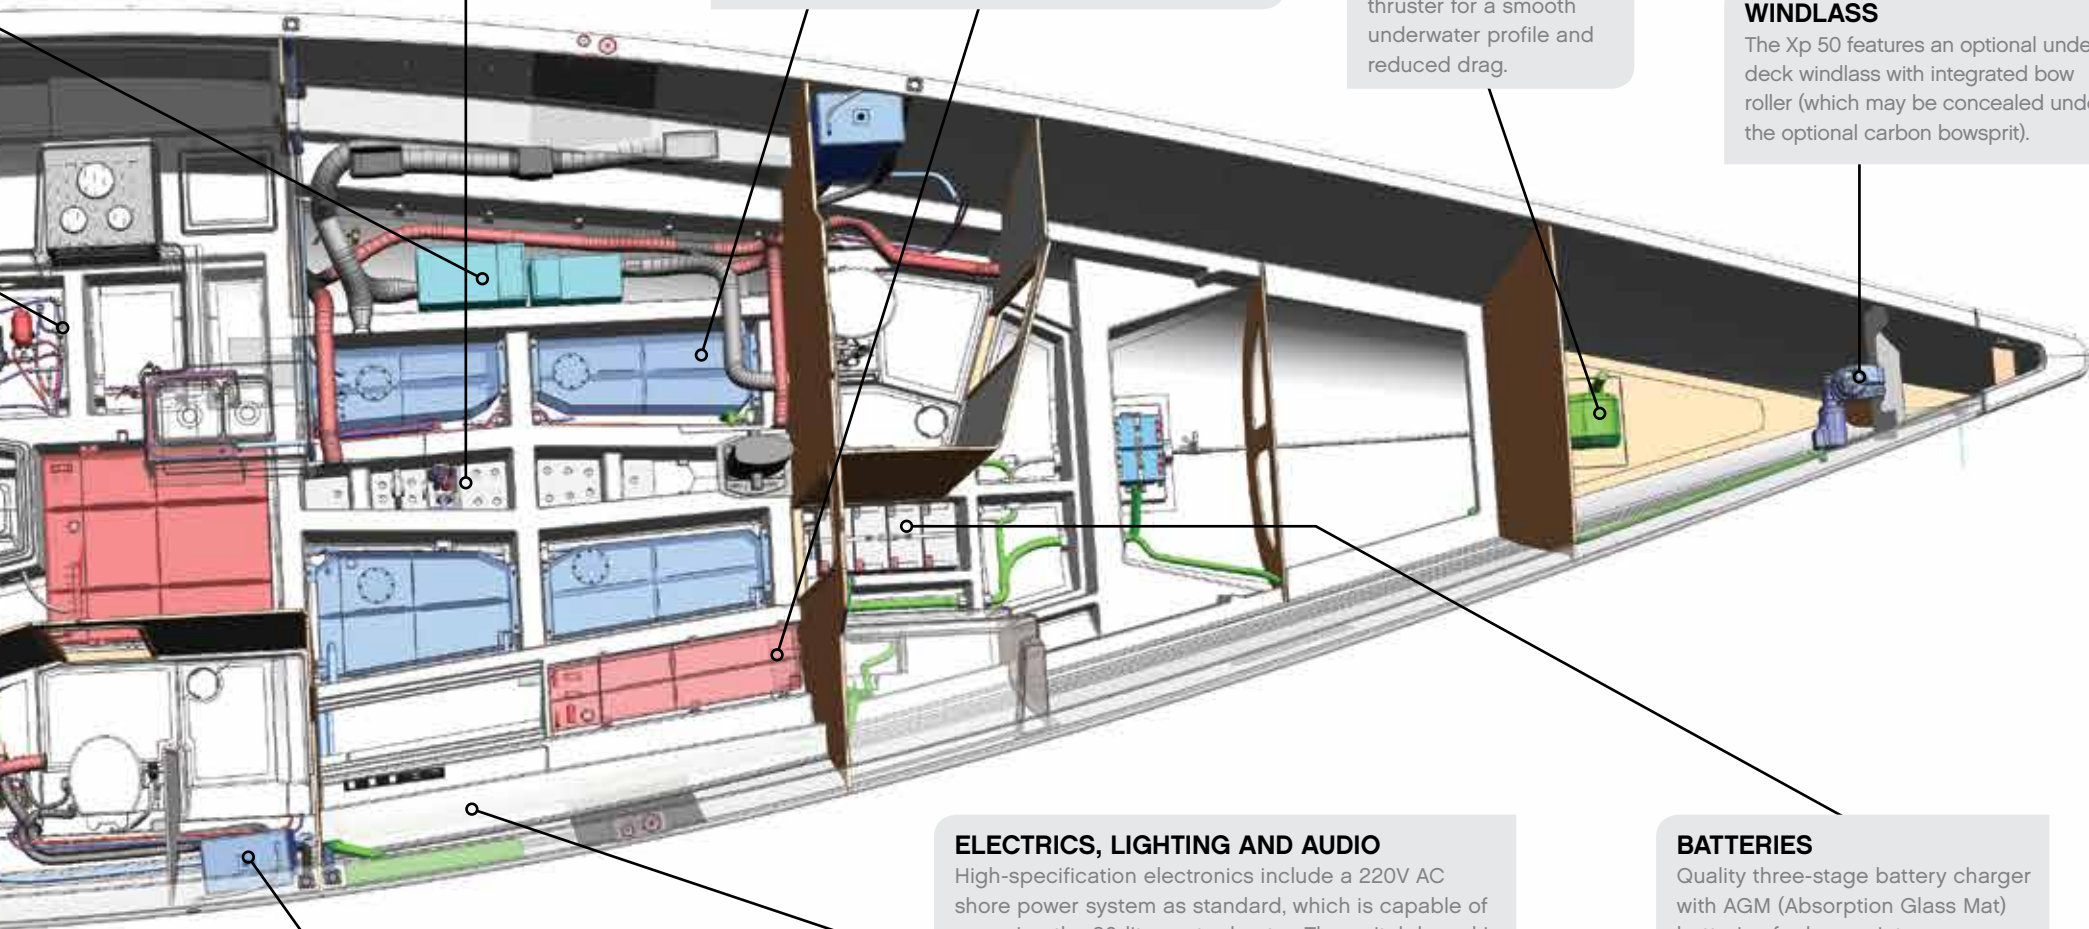 thruster for a smooth
underwater profile and
reduced drag.
WINDLASS
The Xp 50 features an optional unde
deck windlass with integrated bow
roller (which may be concealed unde
the optional carbon bowsprit).
ELECTRICS, LIGHTING AND AUDIO
High-specification electronics include a 220V AC
shore power system as standard, which is capable of
BATTERIES
Quality three-stage battery charger
with AGM (Absorption Glass Mat)